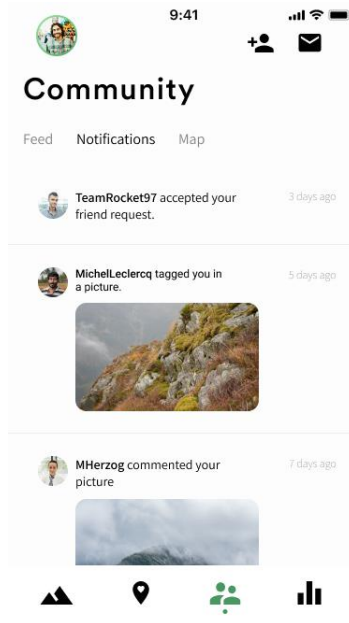 9:41
Community
Feed Notifications Map
TeamRocket97 accepted your 3 days ago
friend request.
MichelLeclercq tagged you in 5 days ago
a picture.
MHerzog commented your 7 days ago
picture